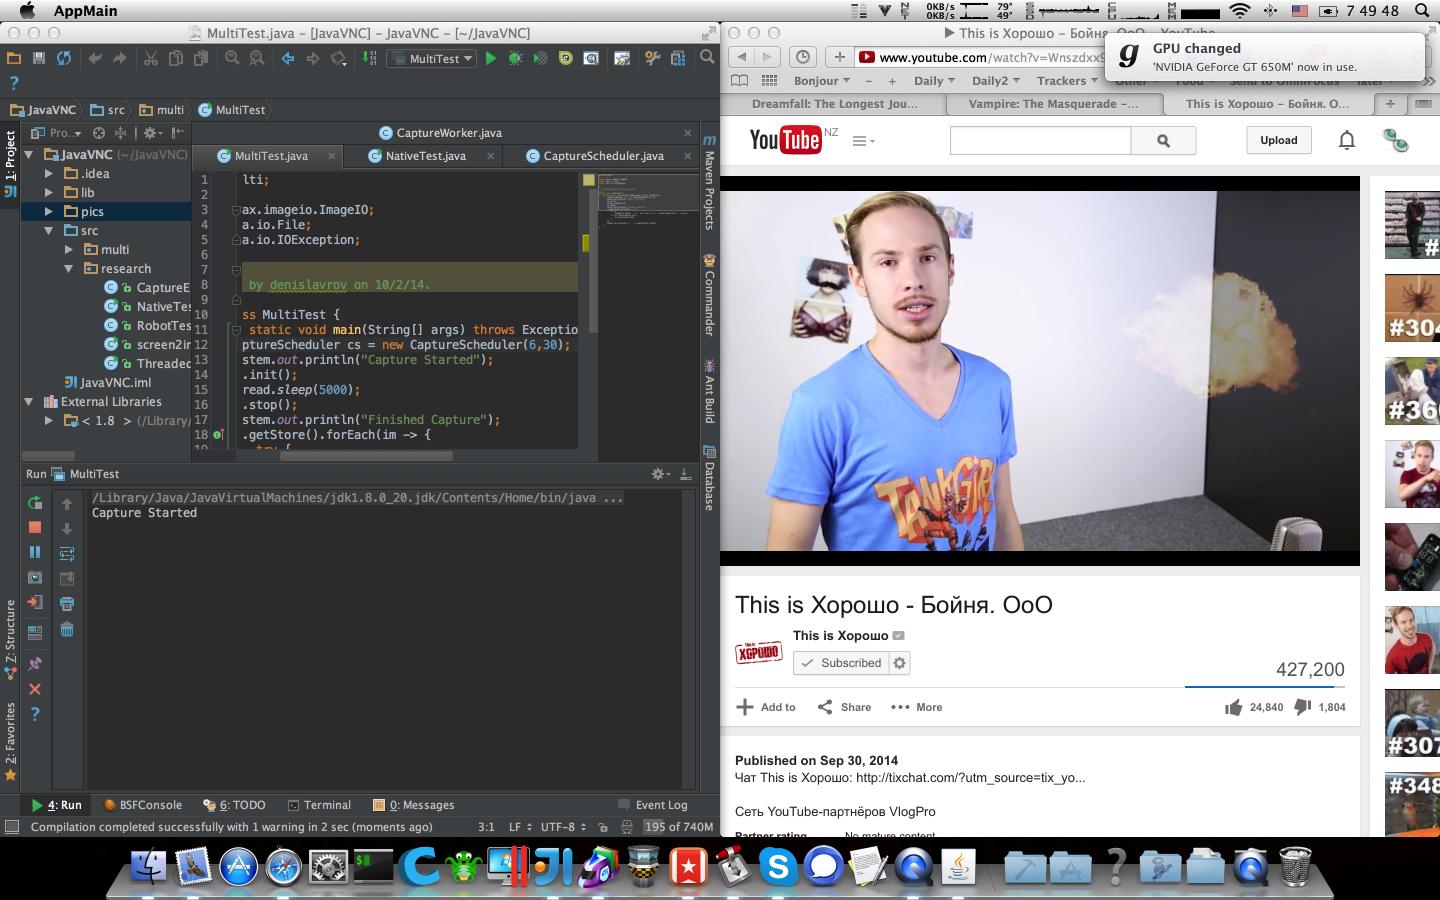 AppMain
0KB/s
0KB/s
79°
49°
7 49 48
MultiTest.java – [JavaVNC] – JavaVNC – [~/JavaVNC]
MultiTest
?
JavaVNC
src
multi
MultiTest
1: Project
Pro..
JavaVNC (~/JavaVNC)
.idea
lib
pics
src
multi
research
CaptureE
NativeTes
RobotTes
screen2ir
Threaded
JavaVNC.iml
External Libraries
< 1.8 > (/Library/
CaptureWorker.java
MultiTest.java
NativeTest.java
CaptureScheduler.java
1 lti;
2
3 ax.imageio.ImageIO;
4 a.io.File;
5 a.io.IOException;
6
7
8 by denislavrov on 10/2/14.
9
10 ss MultiTest {
11 static void main(String[] args) throws Exceptio
12 ptureScheduler cs = new CaptureScheduler(6,30);
13 stem.out.println("Capture Started");
14 .init();
15 read.sleep(5000);
16 .stop();
17 stem.out.println("Finished Capture");
18 .getStore().forEach(im -> {
19 try {
Maven Projects
Commander
Ant Build
Database
Run MultiTest
/Library/Java/JavaVirtualMachines/jdk1.8.0_20.jdk/Contents/Home/bin/java ...
Capture Started
?
Z: Structure
2: Favorites
4: Run
BSFConsole
6: TODO
Terminal
0: Messages
Event Log
Compilation completed successfully with 1 warning in 2 sec (moments ago)
3:1
LF
UTF-8
195 of 740M
This is Хорошо – Бойня. ОоО – YouTube
www.youtube.com/watch?v=Wnszdxx9
GPU changed
'NVIDIA GeForce GT 650M' now in use.
Bonjour
–
+
Daily
Daily2
Trackers
Dreamfall: The Longest Jou...
Vampire: The Masquerade –...
This is Хорошо – Бойня. О...
YouTube NZ
Upload
TANK GIRL
#
#304
#36
#307
#348
This is Хорошо - Бойня. ОоО
This is ХОРОШО
This is Хорошо
Subscribed
427,200
Add to
Share
More
24,840
1,804
Published on Sep 30, 2014
Чат This is Хорошо: http://tixchat.com/?utm_source=tix_yo...
Сеть YouTube-партнёров VlogPro
Partner rating No mature content